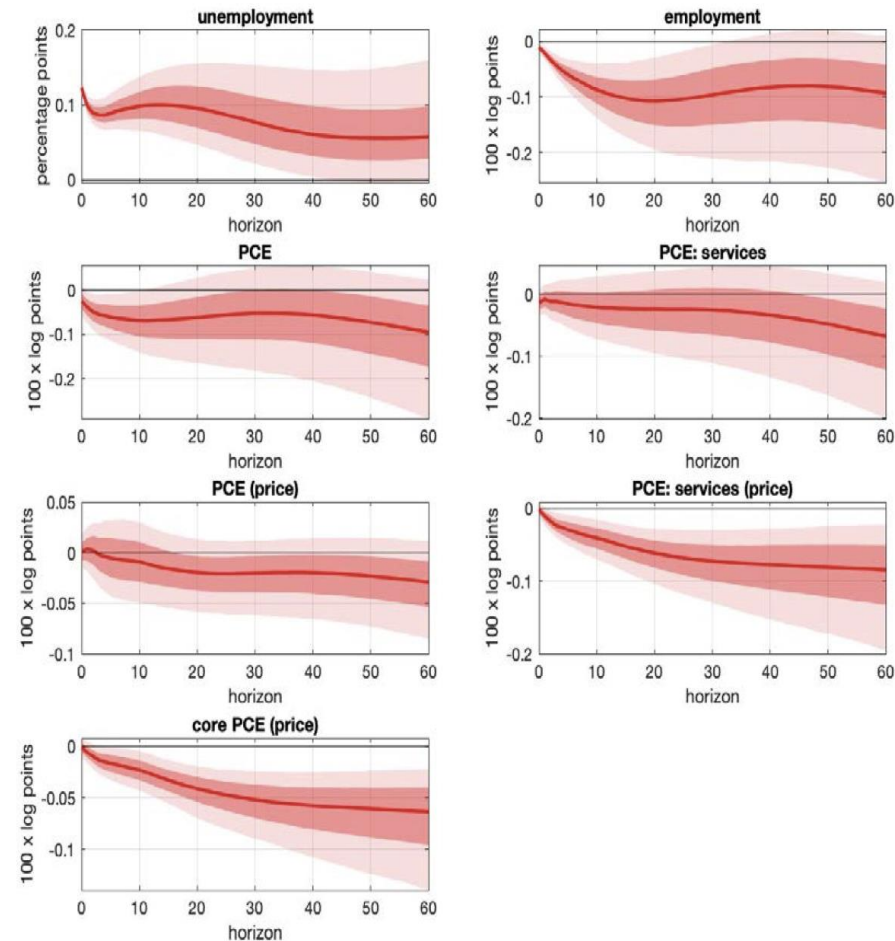 unemployment
percentage points
0.2
0.1
0
0 10 20 30 40 50 60
horizon
employment
100 x log points
0
-0.1
-0.2
0 10 20 30 40 50 60
horizon
PCE
100 x log points
0
-0.1
-0.2
0 10 20 30 40 50 60
horizon
PCE: services
100 x log points
0
-0.1
-0.2
0 10 20 30 40 50 60
horizon
PCE (price)
100 x log points
0.05
0
-0.05
-0.1
0 10 20 30 40 50 60
horizon
PCE: services (price)
100 x log points
0
-0.1
-0.2
0 10 20 30 40 50 60
horizon
core PCE (price)
100 x log points
0
-0.05
-0.1
0 10 20 30 40 50 60
horizon